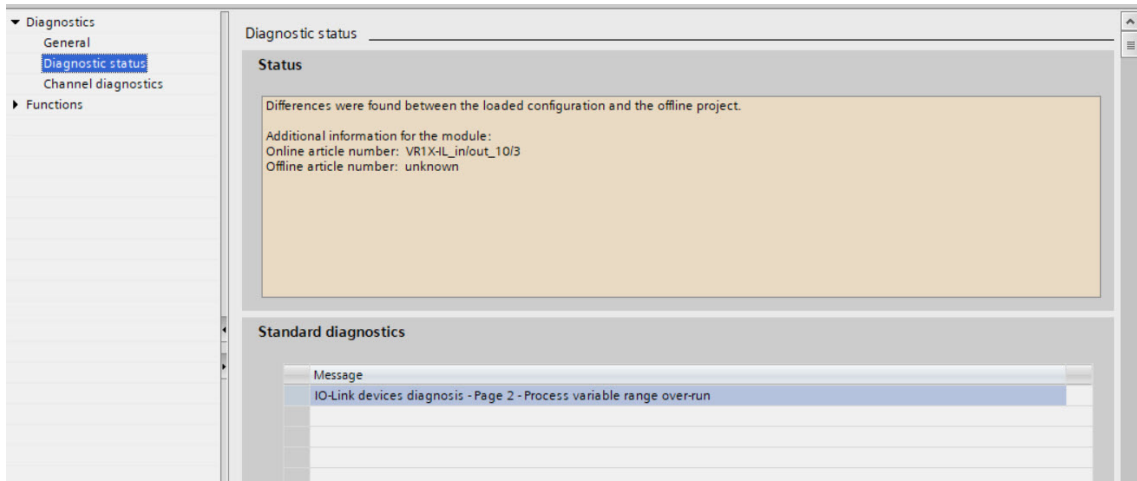 Diagnostics
General
Diagnostic status
Channel diagnostics
Functions
Diagnostic status
Status
Differences were found between the loaded configuration and the offline project.
Additional information for the module:
Online article number: VR1X-IL_in/out_10/3
Offline article number: unknown
Standard diagnostics
Message
IO-Link devices diagnosis - Page 2 - Process variable range over-run